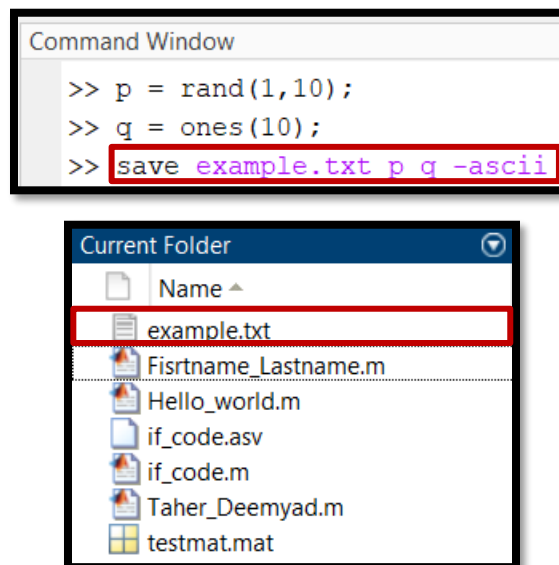 Command Window
>> p = rand(1,10);
>> q = ones(10);
>> save example.txt p q -ascii
Current Folder
Name
example.txt
Fisrtname_Lastname.m
Hello_world.m
if_code.asv
if_code.m
Taher_Deemyad.m
testmat.mat